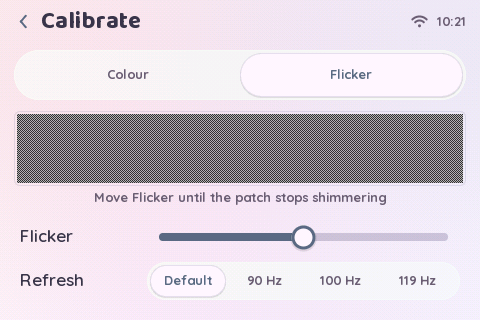 Calibrate
10:21
Colour
Flicker
Move Flicker until the patch stops shimmering
Flicker
Refresh
Default
90 Hz
100 Hz
119 Hz